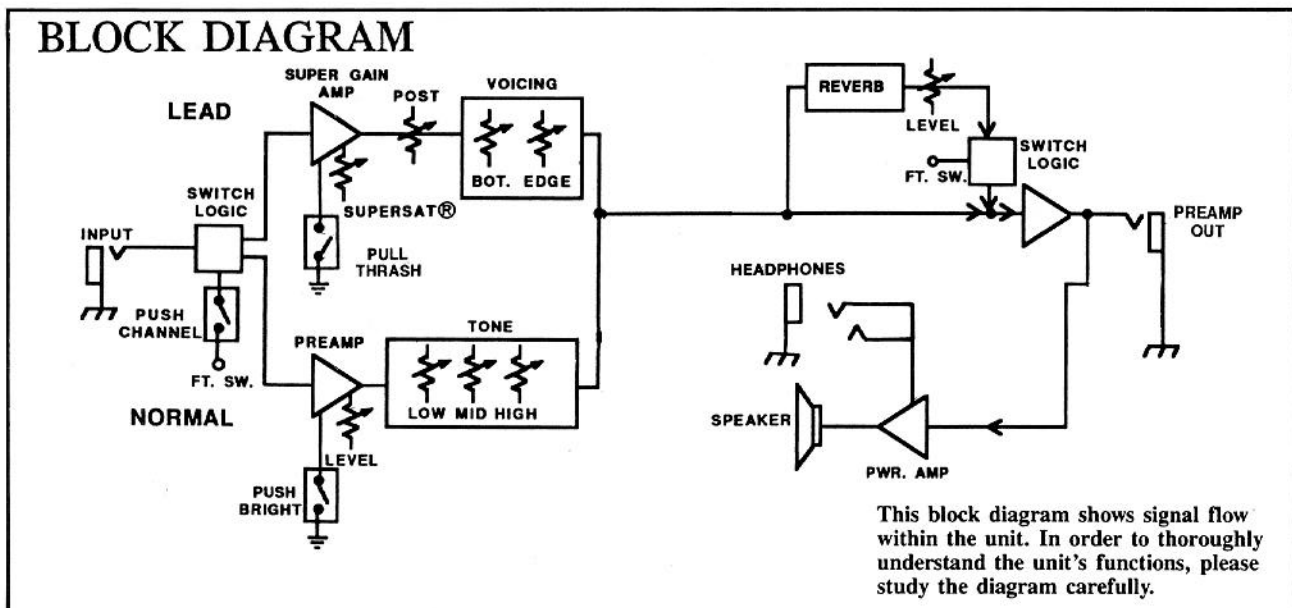 BLOCK DIAGRAM
LEAD
SUPER GAIN
AMP
POST
VOICING
BOT. EDGE
SUPERSAT®
PULL
THRASH
INPUT
SWITCH
LOGIC
PUSH
CHANNEL
FT. SW.
NORMAL
PREAMP
LEVEL
PUSH
BRIGHT
TONE
LOW MID HIGH
REVERB
LEVEL
SWITCH
LOGIC
FT. SW.
PREAMP
OUT
HEADPHONES
SPEAKER
PWR. AMP
This block diagram shows signal flow
within the unit. In order to thoroughly
understand the unit's functions, please
study the diagram carefully.